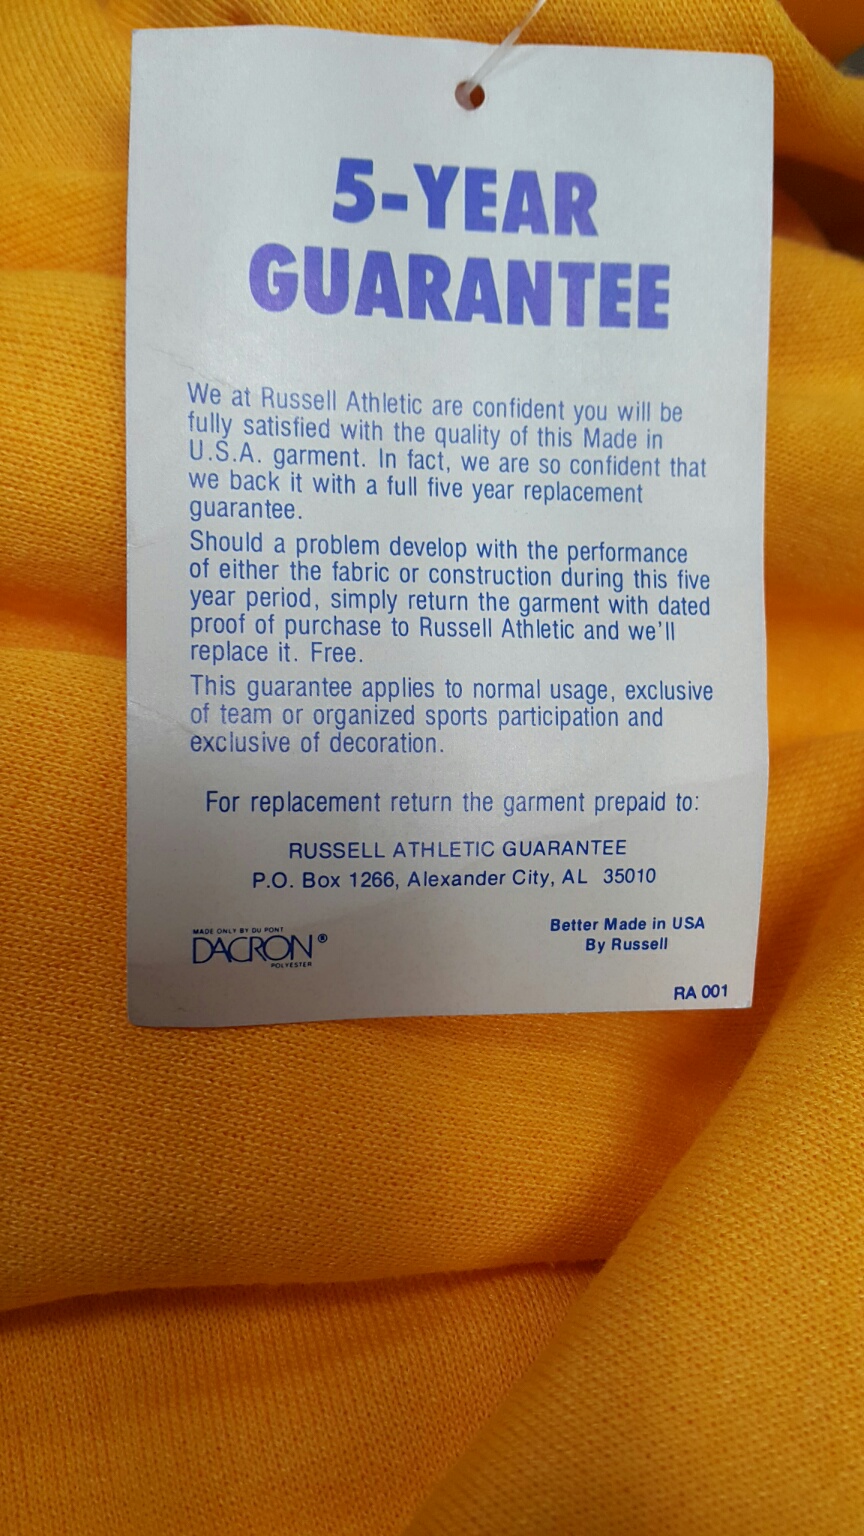 5-YEAR
GUARANTEE
We at Russell Athletic are confident you will be
fully satisfied with the quality of this Made in
U.S.A. garment. In fact, we are so confident that
we back it with a full five year replacement
guarantee.
Should a problem develop with the performance
of either the fabric or construction during this five
year period, simply return the garment with dated
proof of purchase to Russell Athletic and we'll
replace it. Free.
This guarantee applies to normal usage, exclusive
of team or organized sports participation and
exclusive of decoration.
For replacement return the garment prepaid to:
RUSSELL ATHLETIC GUARANTEE
P.O. Box 1266, Alexander City, AL 35010
MADE ONLY BY DU PONT
DACRON®
POLYESTER
Better Made in USA
By Russell
RA 001